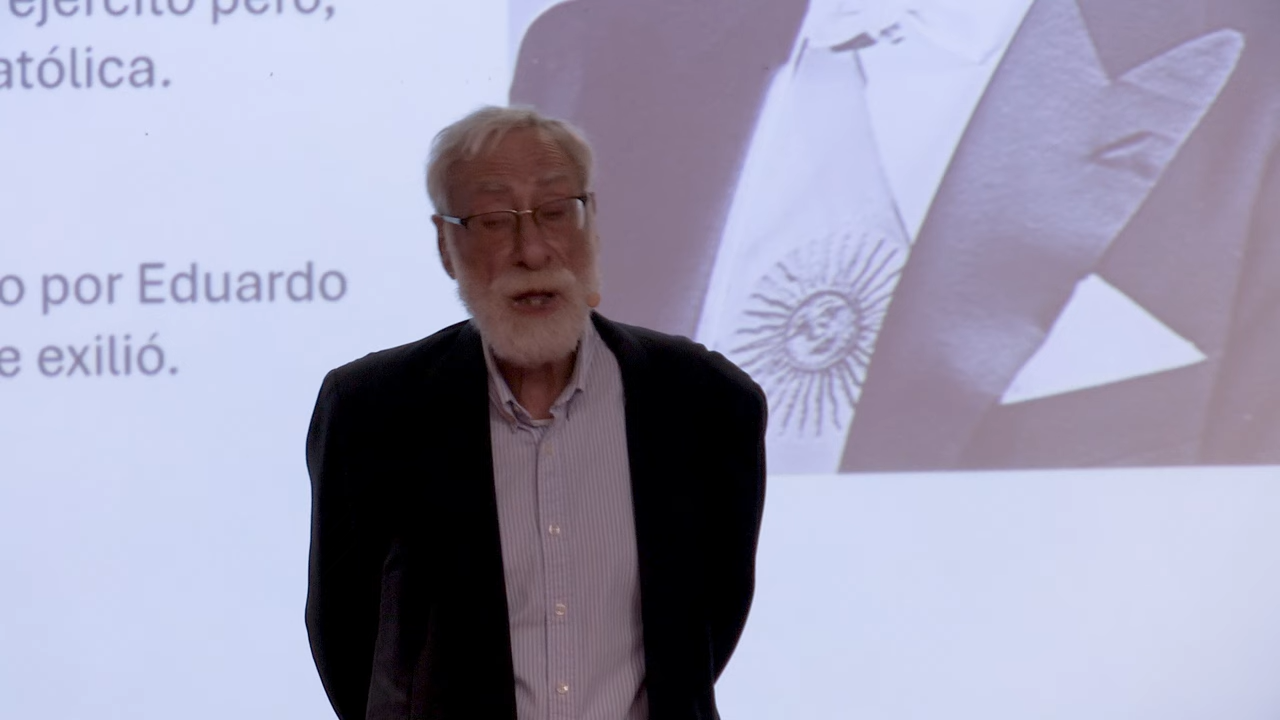 ejército pero,
atólica.
o por Eduardo
e exilió.